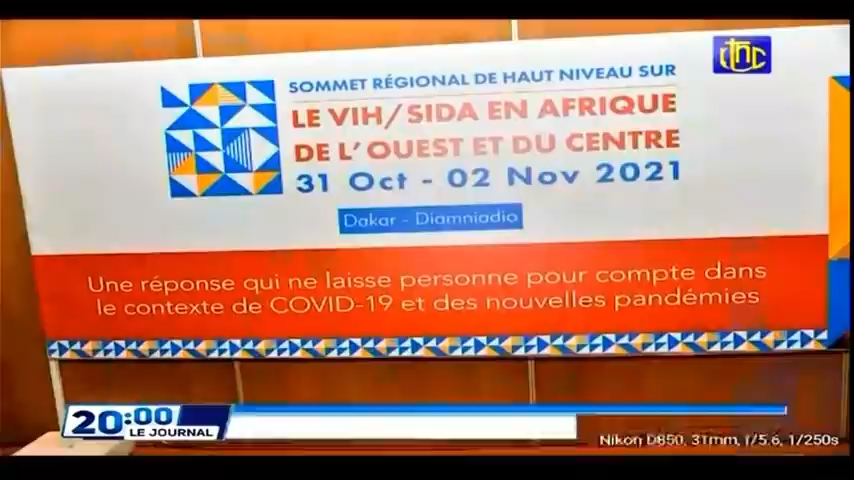 rtnc
SOMMET RÉGIONAL DE HAUT NIVEAU SUR
LE VIH/SIDA EN AFRIQUE
DE L'OUEST ET DU CENTRE
31 Oct - 02 Nov 2021
Dakar - Diamniadio
Une réponse qui ne laisse personne pour compte dans
le contexte de COVID-19 et des nouvelles pandémies
20:00
LE JOURNAL
Nikon D850, 31mm, f/5.6, 1/250s